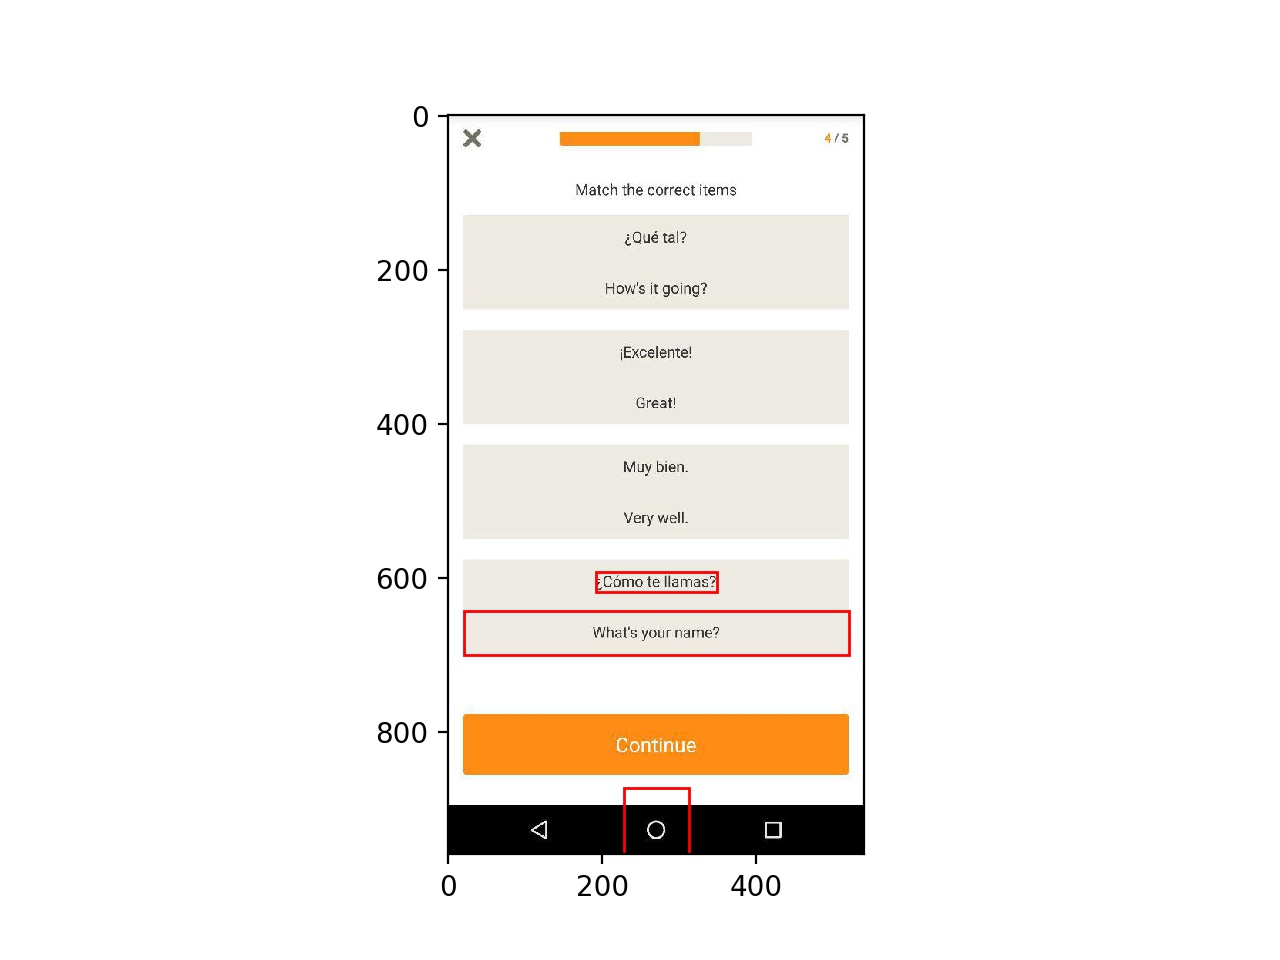 0
4 / 5
Match the correct items
¿Qué tal?
200
How's it going?
¡Excelente!
Great!
400
Muy bien.
Very well.
600
¿Cómo te llamas?
What's your name?
800
Continue
0
200
400